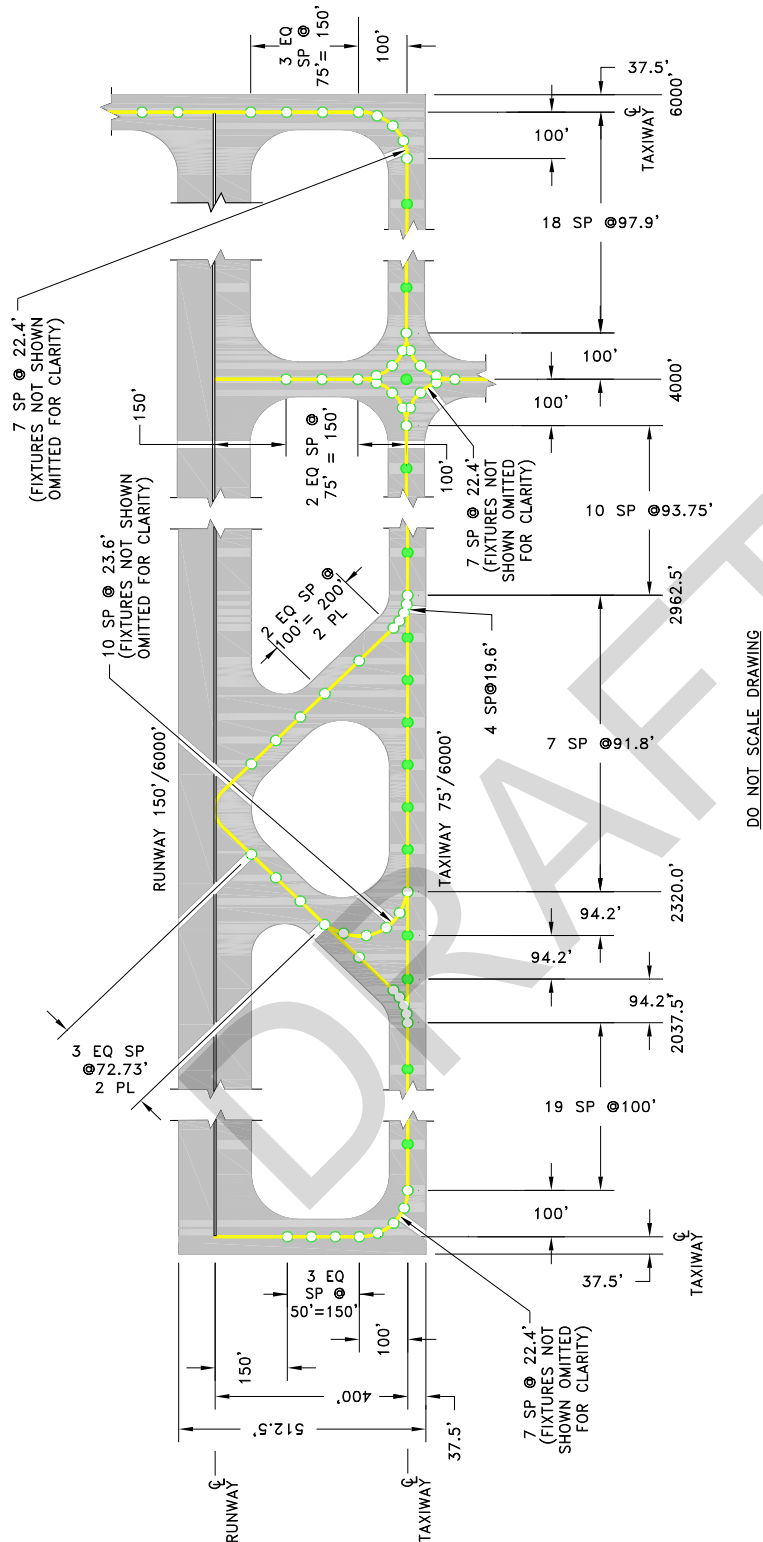 3 EQ
SP @
75'= 150'
100'
37.5'
6000'
℄
TAXIWAY
100'
18 SP @97.9'
7 SP @ 22.4'
(FIXTURES NOT SHOWN
OMITTED FOR CLARITY)
100'
4000'
100'
150'
2 EQ SP @
75' = 150'
100'
7 SP @ 22.4'
(FIXTURES NOT
SHOWN OMITTED
FOR CLARITY)
10 SP @93.75'
2962.5'
10 SP @ 23.6'
(FIXTURES NOT SHOWN
OMITTED FOR CLARITY)
2 EQ SP @
100'= 200'
2 PL
4 SP@19.6'
RUNWAY 150'/6000'
TAXIWAY 75'/6000'
7 SP @91.8'
DO NOT SCALE DRAWING
2320.0'
94.2'
94.2'
94.2'
2037.5'
3 EQ SP
@72.73'
2 PL
19 SP @100'
100'
℄
TAXIWAY
37.5'
3 EQ
SP @
50'=150'
150'
100'
400'
512.5'
37.5'
7 SP @ 22.4'
(FIXTURES NOT
SHOWN OMITTED
FOR CLARITY)
℄
RUNWAY
℄
TAXIWAY
DRAFT